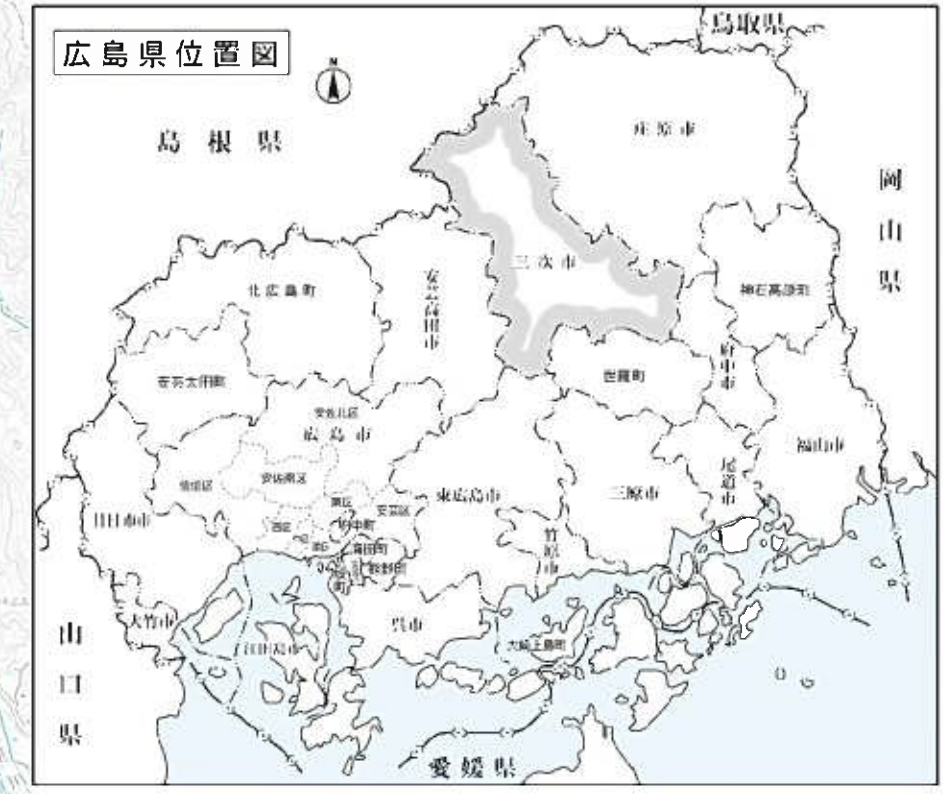 広島県位置図
鳥取県
N
島根県
庄原市
岡山県
三次市
北広島町
安芸高田市
神石高原町
府中市
世羅町
安芸太田町
安佐北区
広島市
福山市
尾道市
安佐南区
佐伯区
東広島市
三原市
東区
安芸区
廿日市市
西区
府中町
竹原市
海田町
熊野町
大竹市
呉市
山口県
江田島市
大崎上島町
愛媛県